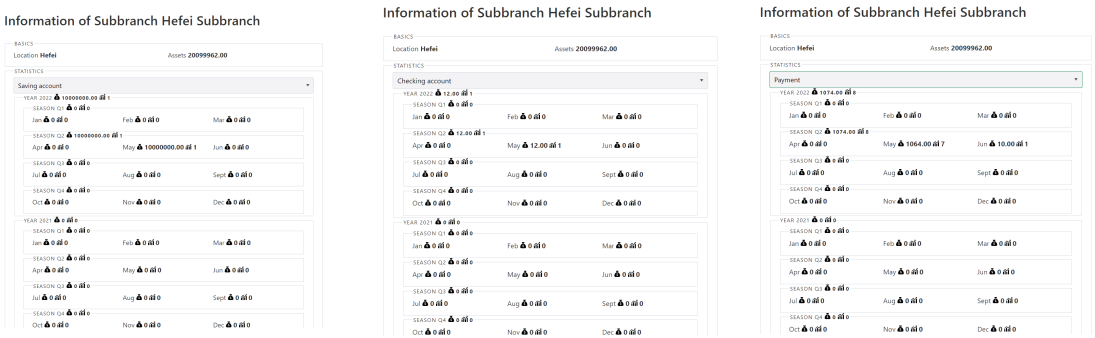 Information of Subbranch Hefei Subbranch
BASICS
Location Hefei Assets 20099962.00
STATISTICS
Saving account
YEAR 2022 10000000.00 1
SEASON Q1 0 0
Jan 0 0 Feb 0 0 Mar 0 0
SEASON Q2 10000000.00 1
Apr 0 0 May 10000000.00 1 Jun 0 0
SEASON Q3 0 0
Jul 0 0 Aug 0 0 Sept 0 0
SEASON Q4 0 0
Oct 0 0 Nov 0 0 Dec 0 0
YEAR 2021 0 0
SEASON Q1 0 0
Jan 0 0 Feb 0 0 Mar 0 0
SEASON Q2 0 0
Apr 0 0 May 0 0 Jun 0 0
SEASON Q3 0 0
Jul 0 0 Aug 0 0 Sept 0 0
SEASON Q4 0 0
Oct 0 0 Nov 0 0 Dec 0 0
Information of Subbranch Hefei Subbranch
BASICS
Location Hefei Assets 20099962.00
STATISTICS
Checking account
YEAR 2022 12.00 1
SEASON Q1 0 0
Jan 0 0 Feb 0 0 Mar 0 0
SEASON Q2 12.00 1
Apr 0 0 May 12.00 1 Jun 0 0
SEASON Q3 0 0
Jul 0 0 Aug 0 0 Sept 0 0
SEASON Q4 0 0
Oct 0 0 Nov 0 0 Dec 0 0
YEAR 2021 0 0
SEASON Q1 0 0
Jan 0 0 Feb 0 0 Mar 0 0
SEASON Q2 0 0
Apr 0 0 May 0 0 Jun 0 0
SEASON Q3 0 0
Jul 0 0 Aug 0 0 Sept 0 0
SEASON Q4 0 0
Oct 0 0 Nov 0 0 Dec 0 0
Information of Subbranch Hefei Subbranch
BASICS
Location Hefei Assets 20099962.00
STATISTICS
Payment
YEAR 2022 1074.00 8
SEASON Q1 0 0
Jan 0 0 Feb 0 0 Mar 0 0
SEASON Q2 1074.00 8
Apr 0 0 May 1064.00 7 Jun 10.00 1
SEASON Q3 0 0
Jul 0 0 Aug 0 0 Sept 0 0
SEASON Q4 0 0
Oct 0 0 Nov 0 0 Dec 0 0
YEAR 2021 0 0
SEASON Q1 0 0
Jan 0 0 Feb 0 0 Mar 0 0
SEASON Q2 0 0
Apr 0 0 May 0 0 Jun 0 0
SEASON Q3 0 0
Jul 0 0 Aug 0 0 Sept 0 0
SEASON Q4 0 0
Oct 0 0 Nov 0 0 Dec 0 0